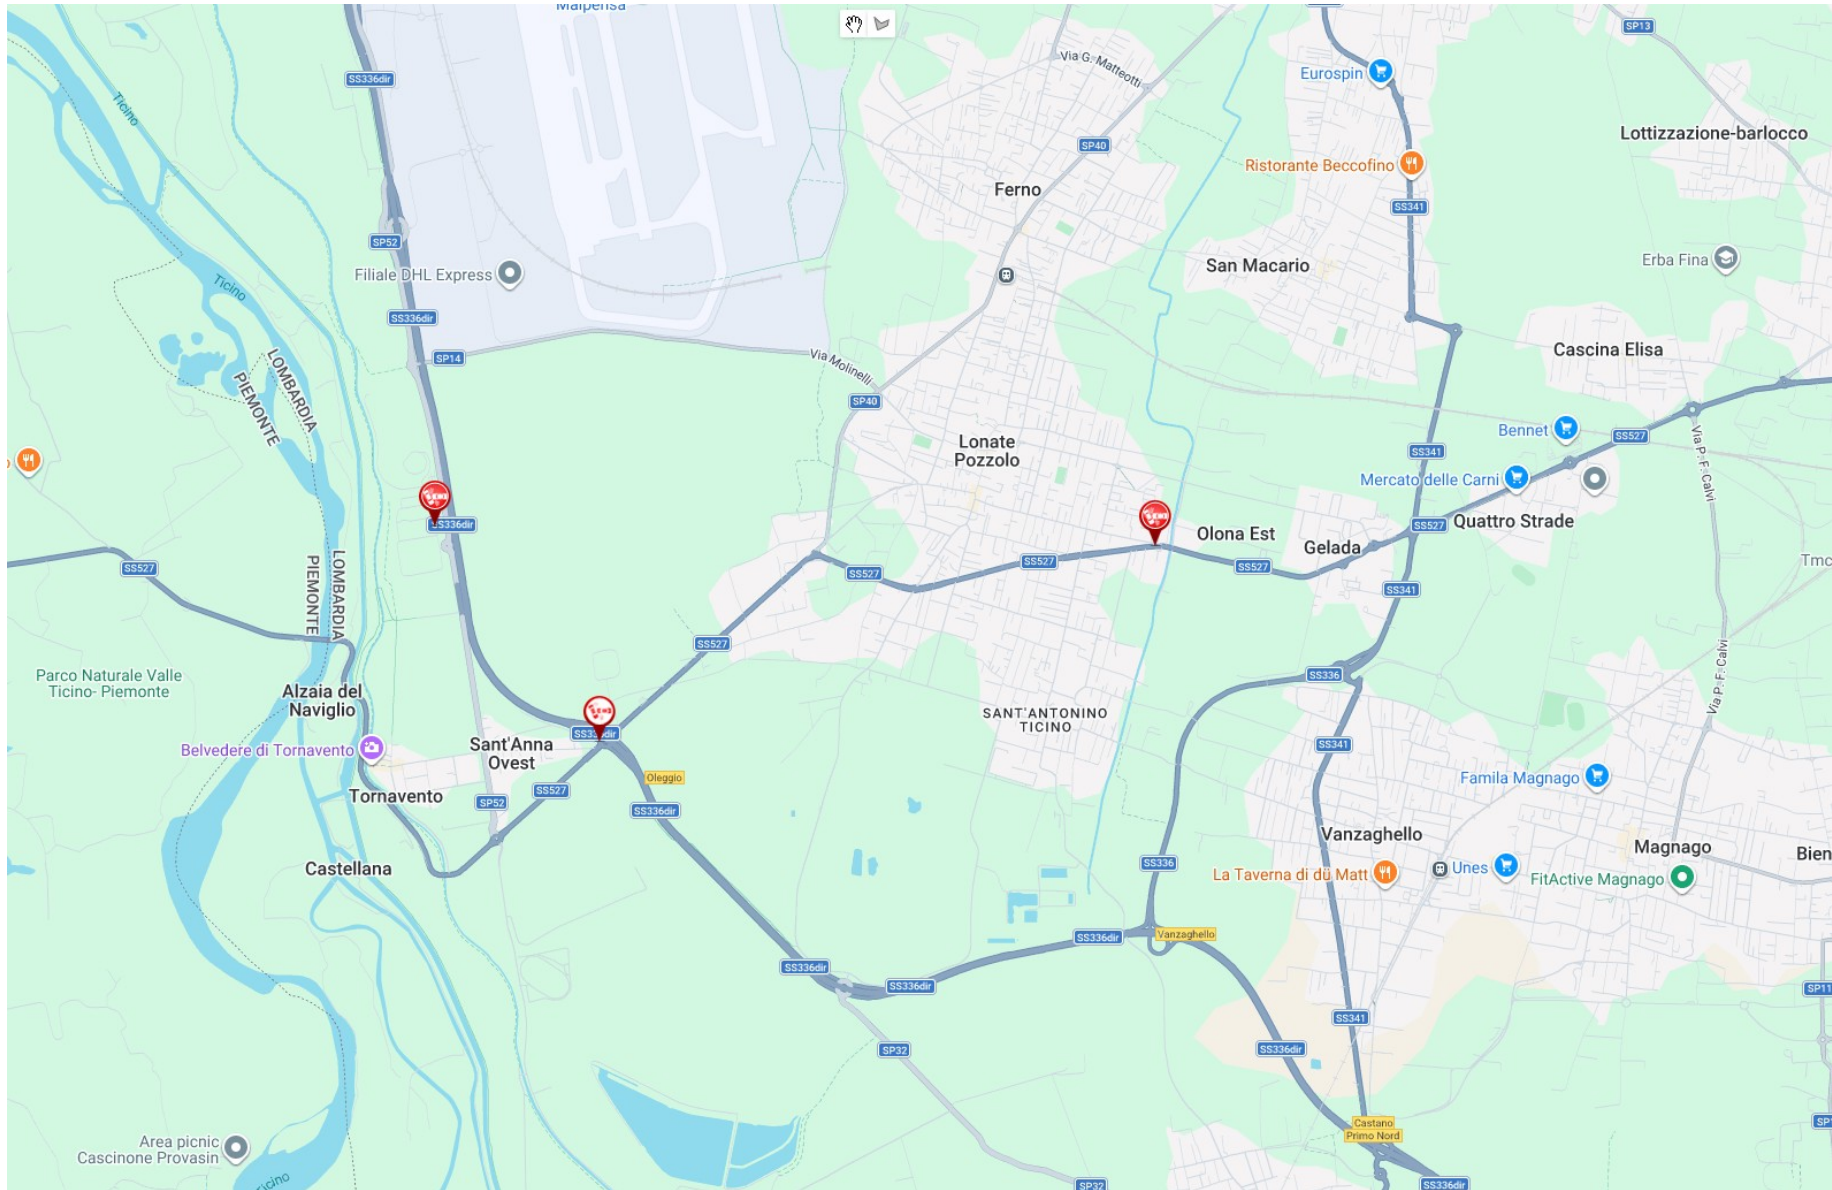 Malpensa
SP13
Via G. Matteotti
Eurospin
SS336dir
Ticino
Lottizzazione-barlocco
SP40
Ristorante Beccofino
Ferno
SS341
SP52
Filiale DHL Express
San Macario
Erba Fina
Ticino
SS336dir
SP14
Via Molinelli
Cascina Elisa
LOMBARDIA
PIEMONTE
SP40
Lonate
Pozzolo
Bennet
SS527
SS341
Via P. F. Calvi
Mercato delle Carni
SS336dir
SS527
Quattro Strade
Olona Est
Gelada
SS527
SS527
SS527
SS527
Tmc
PIEMONTE
LOMBARDIA
SS341
SS527
Parco Naturale Valle
Ticino- Piemonte
SS336
Via P. F. Calvi
Alzaia del
Naviglio
SANT'ANTONINO
TICINO
Belvedere di Tornavento
Sant'Anna
Ovest
SS341
Oleggio
Famila Magnago
Tornavento
SP52
SS527
SS336dir
Vanzaghello
Magnago
Bien
Castellana
SS336
La Taverna di dü Matt
Unes
FitActive Magnago
SS336dir
Vanzaghello
SS336dir
SS336dir
SP11
SS341
SP32
SS336dir
Castano
Primo Nord
Area picnic
Cascinone Provasin
SP32
SS336dir